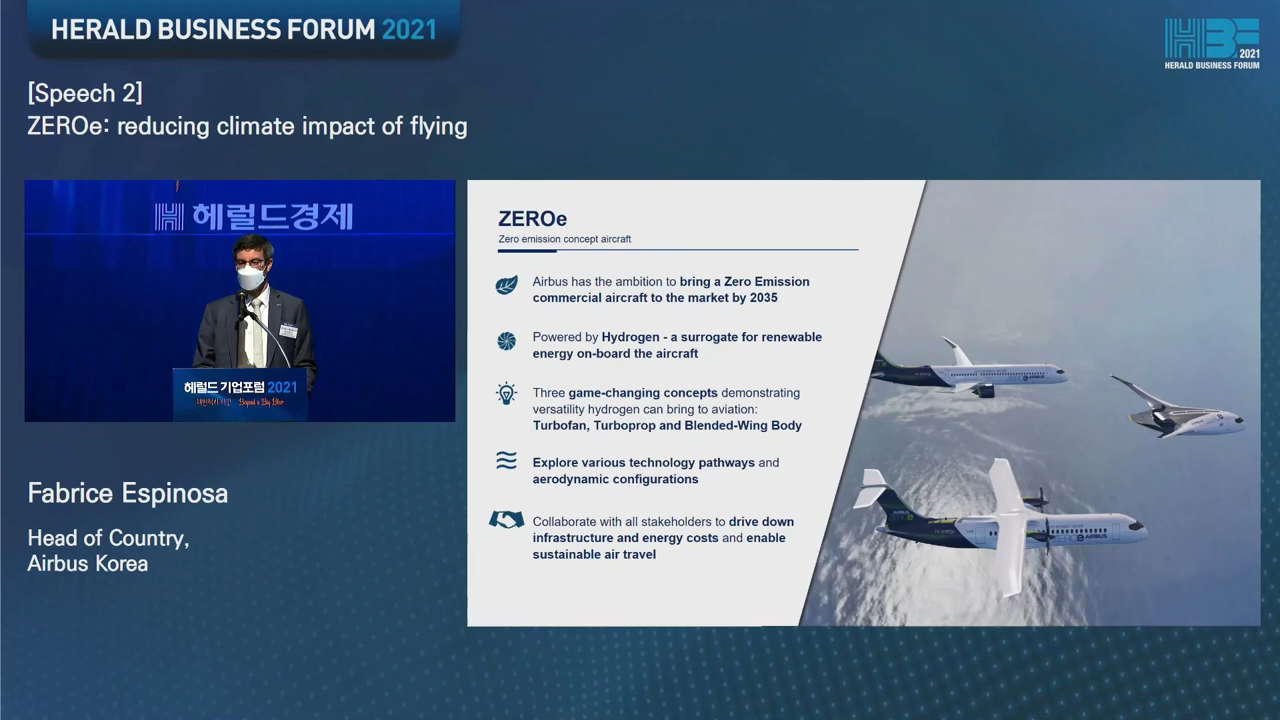 HERALD BUSINESS FORUM 2021
HBF 2021
HERALD BUSINESS FORUM
[Speech 2]
ZEROe: reducing climate impact of flying
헤럴드경제
헤럴드 기업포럼 2021
Beyond a Big Blur
Fabrice Espinosa
Head of Country,
Airbus Korea
ZEROe
Zero emission concept aircraft
Airbus has the ambition to bring a Zero Emission
commercial aircraft to the market by 2035
Powered by Hydrogen - a surrogate for renewable
energy on-board the aircraft
Three game-changing concepts demonstrating
versatility hydrogen can bring to aviation:
Turbofan, Turboprop and Blended-Wing Body
Explore various technology pathways and
aerodynamic configurations
Collaborate with all stakeholders to drive down
infrastructure and energy costs and enable
sustainable air travel
AIRBUS